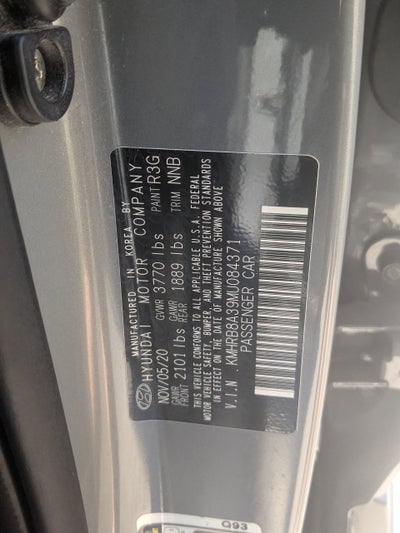 MANUFACTURED IN KOREA BY
HYUNDAI MOTOR COMPANY
NOV/05/20 GVWR 3770 lbs PAINT R3G
GAWR FRONT 2101 lbs GAWR REAR 1889 lbs TRIM NNB
THIS VEHICLE CONFORMS TO ALL APPLICABLE U.S.A. FEDERAL
MOTOR VEHICLE SAFETY, BUMPER, AND THEFT PREVENTION STANDARDS
IN EFFECT ON THE DATE OF MANUFACTURE SHOWN ABOVE
V.I.N. KMHRB8A39MU084371
PASSENGER CAR
Q93